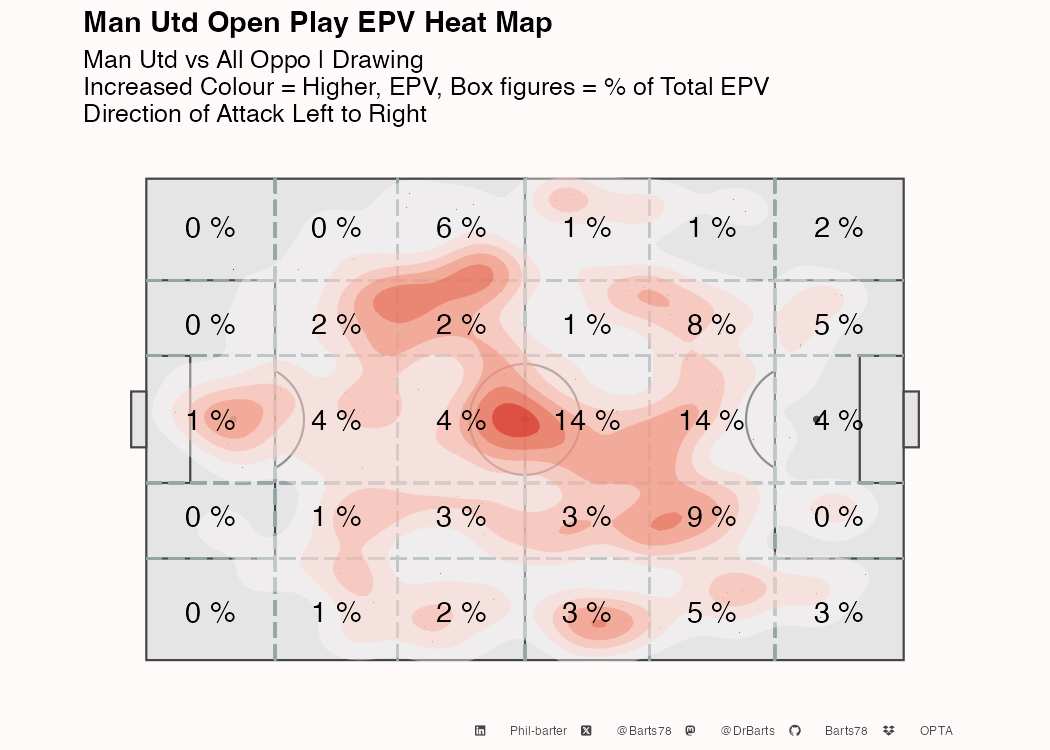 Man Utd Open Play EPV Heat Map
Man Utd vs All Oppo | Drawing
Increased Colour = Higher, EPV, Box figures = % of Total EPV
Direction of Attack Left to Right
0 % 0 % 6 % 1 % 1 % 2 %
0 % 2 % 2 % 1 % 8 % 5 %
1 % 4 % 4 % 14 % 14 % 4 %
0 % 1 % 3 % 3 % 9 % 0 %
0 % 1 % 2 % 3 % 5 % 3 %
Phil-barter @Barts78 @DrBarts Barts78 OPTA